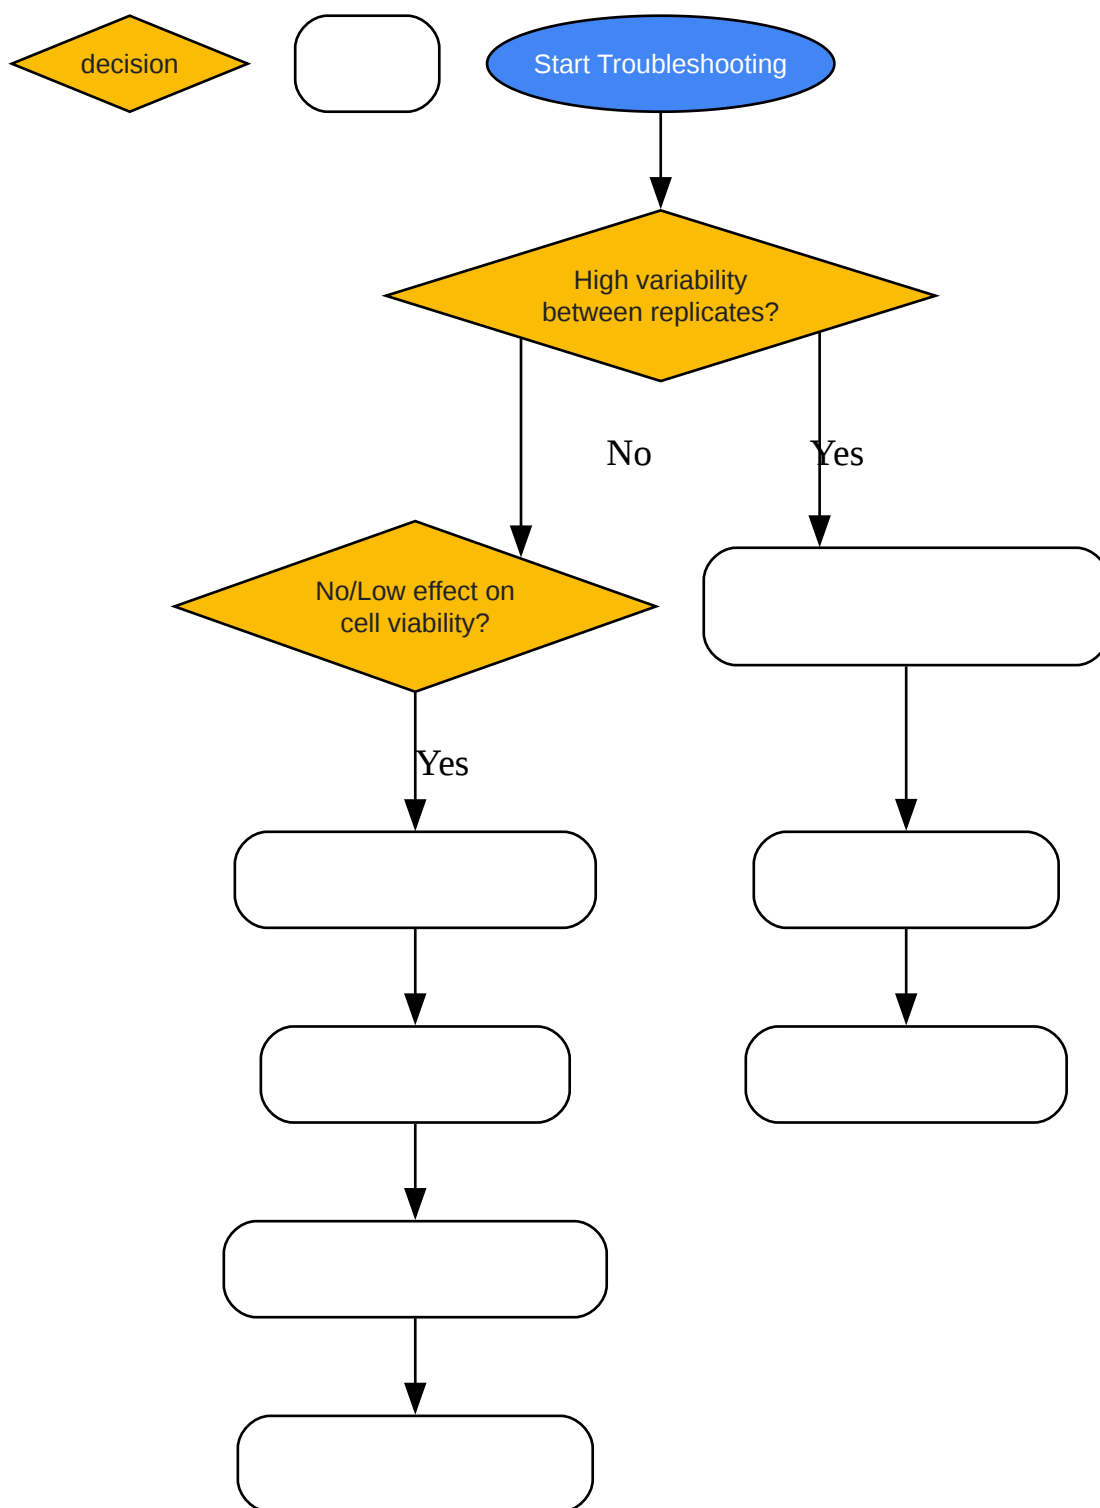 decision
Start Troubleshooting
High variability
between replicates?
No
Yes
No/Low effect on
cell viability?
Yes